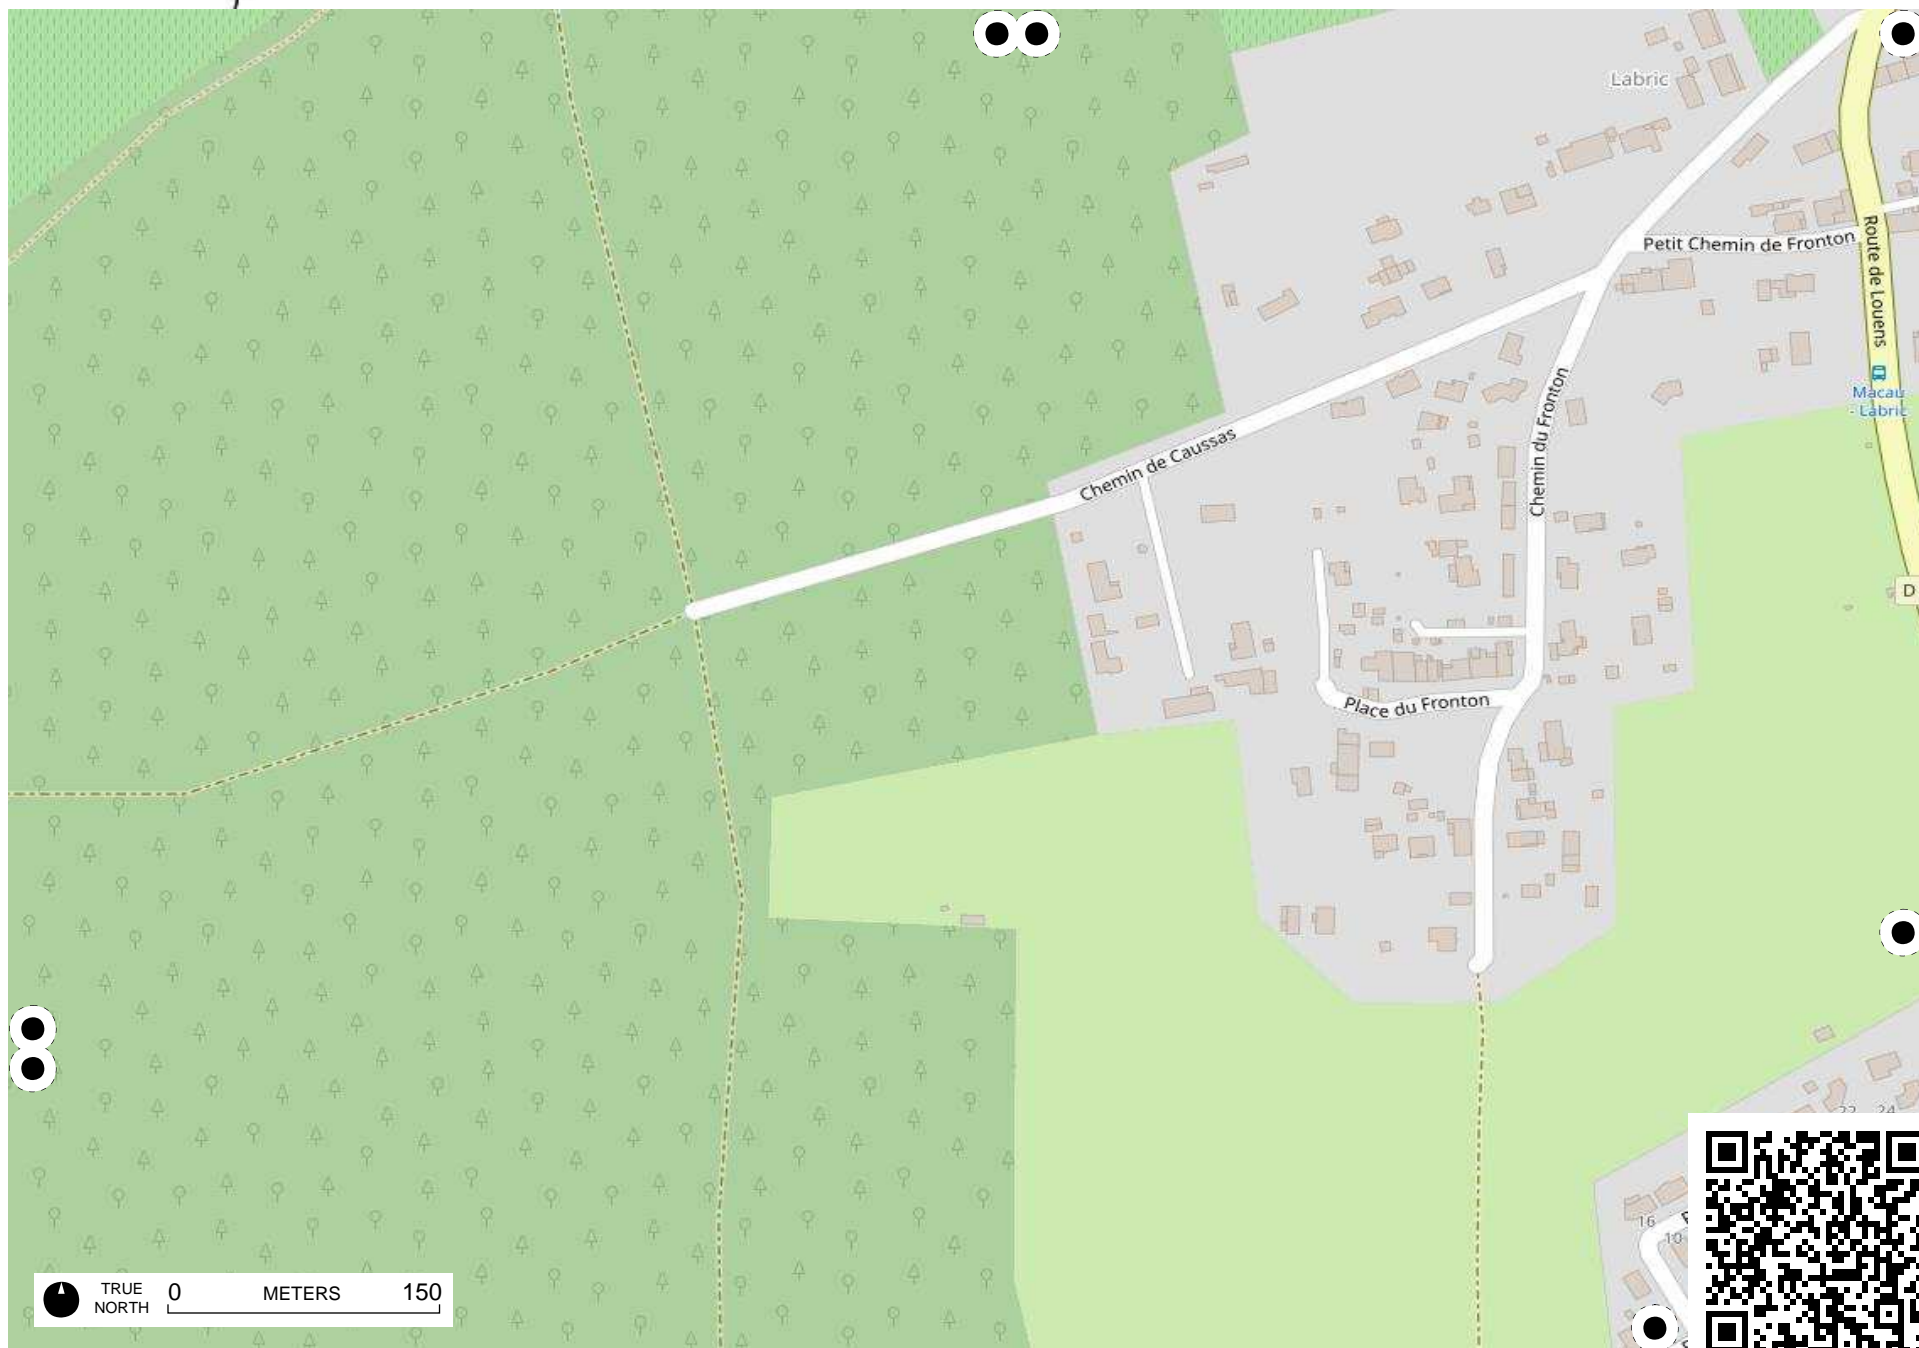 Labric
Petit Chemin de Fronton
Route de Louens
Macau
- Labric
Chemin du Fronton
Chemin de Caussas
D
Place du Fronton
22
24
16
10
TRUE
NORTH
0
METERS
150